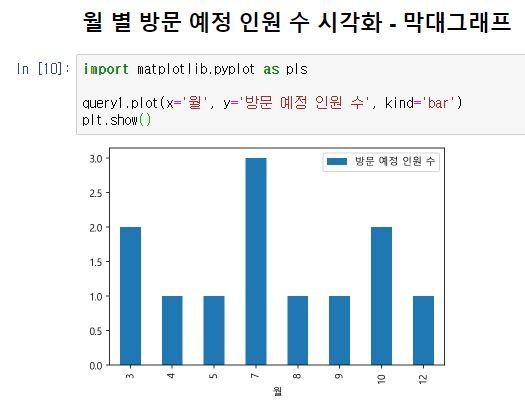 월 별 방문 예정 인원 수 시각화 - 막대그래프
In [10]:
import matplotlib.pyplot as pls
query1.plot(x='월', y='방문 예정 인원 수', kind='bar')
plt.show()
방문 예정 인원 수
3.0
2.5
2.0
1.5
1.0
0.5
0.0
3 4 5 7 8 9 10 12
월